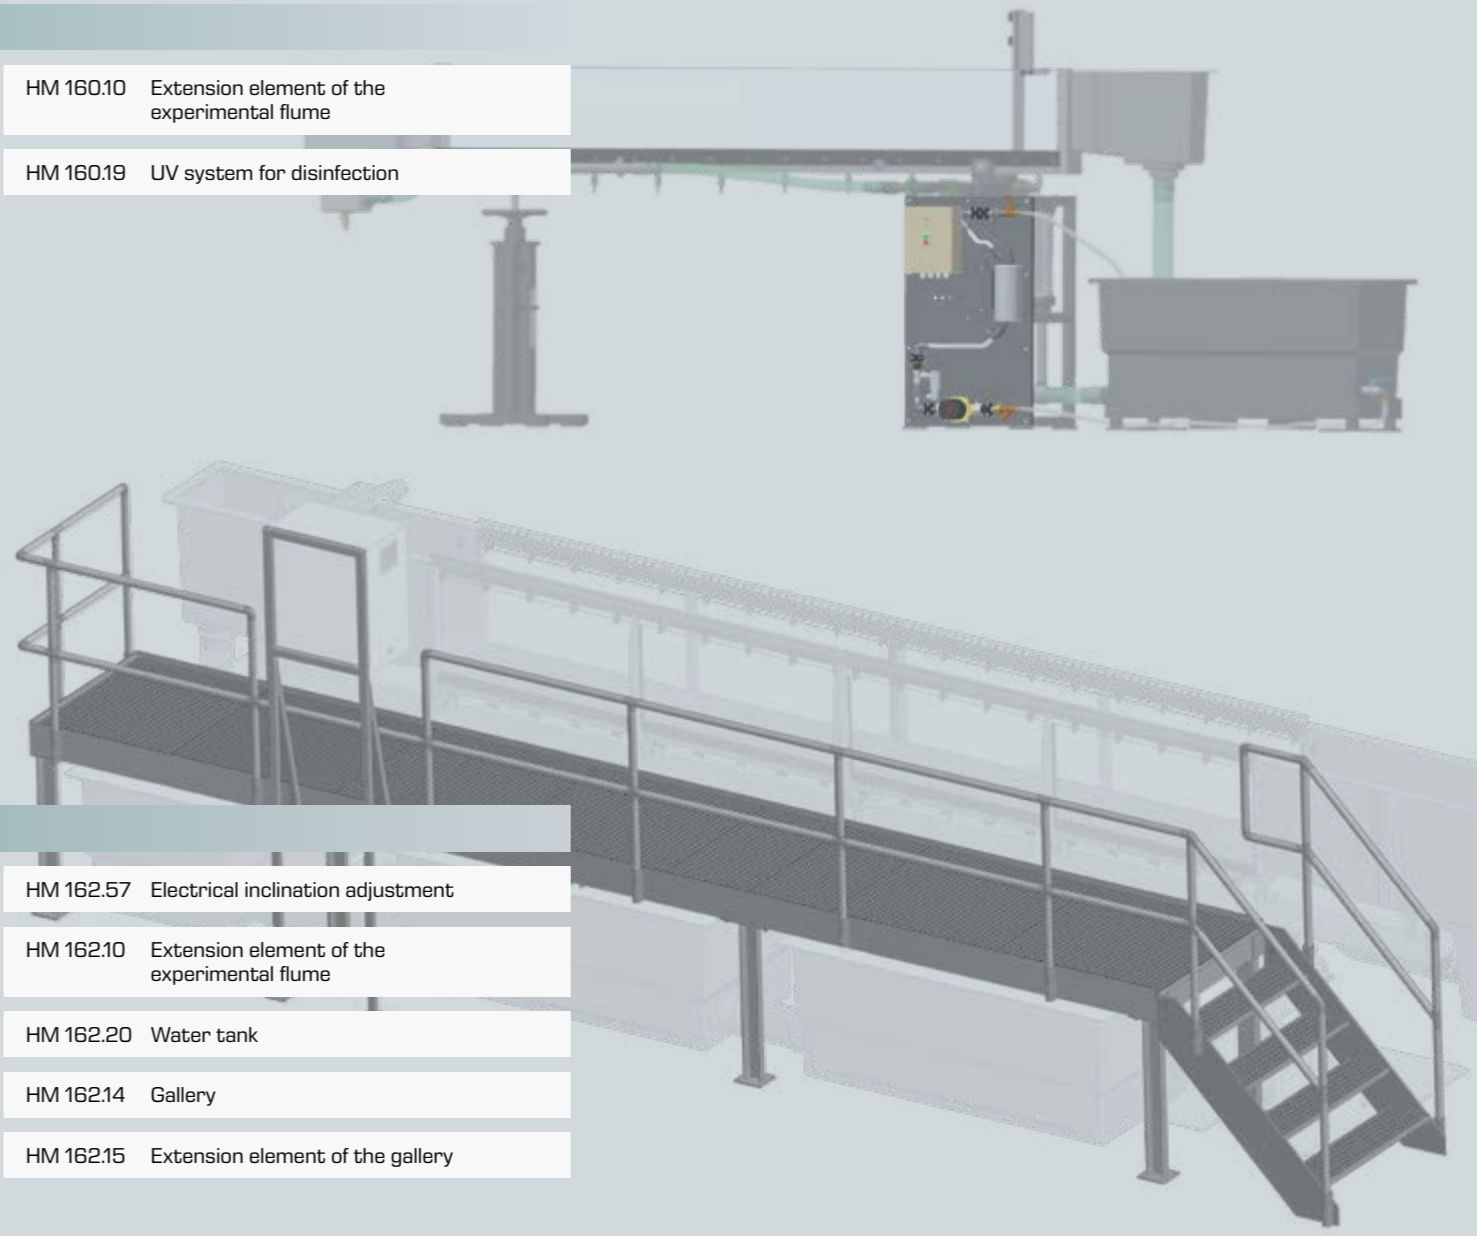 HM 160.10 Extension element of the
experimental flume
HM 160.19 UV system for disinfection
HM 162.57 Electrical inclination adjustment
HM 162.10 Extension element of the
experimental flume
HM 162.20 Water tank
HM 162.14 Gallery
HM 162.15 Extension element of the gallery